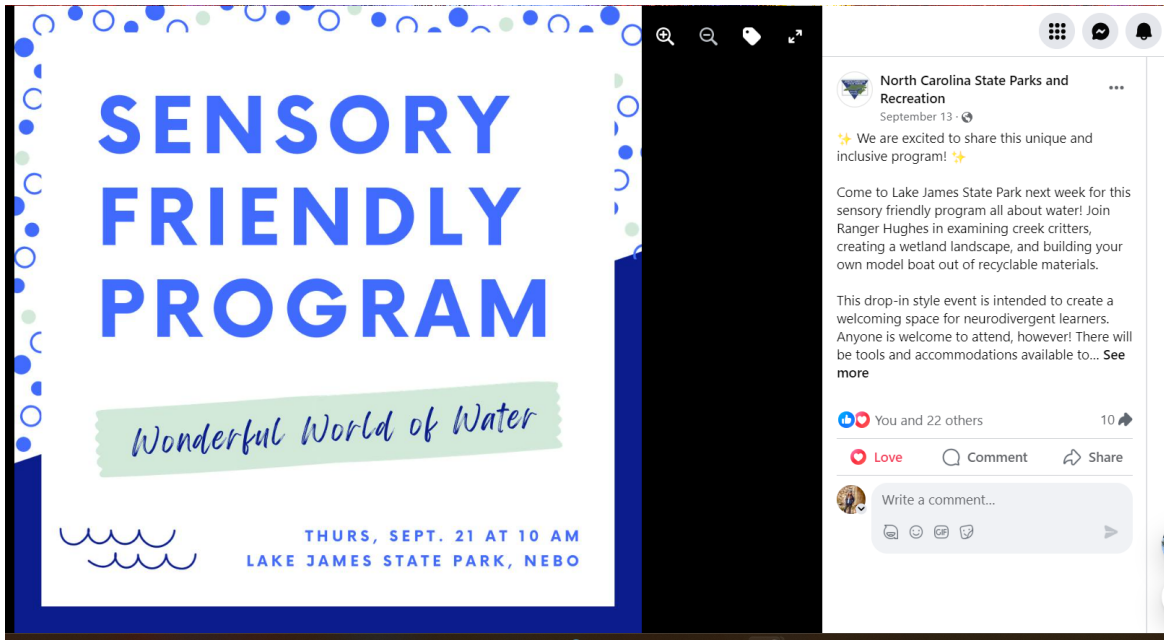 SENSORY
FRIENDLY
PROGRAM
Wonderful World of Water
THURS, SEPT. 21 AT 10 AM
LAKE JAMES STATE PARK, NEBO
North Carolina State Parks and
Recreation
September 13 ·
✨ We are excited to share this unique and
inclusive program! ✨
Come to Lake James State Park next week for this
sensory friendly program all about water! Join
Ranger Hughes in examining creek critters,
creating a wetland landscape, and building your
own model boat out of recyclable materials.
This drop-in style event is intended to create a
welcoming space for neurodivergent learners.
Anyone is welcome to attend, however! There will
be tools and accommodations available to... See
more
You and 22 others 10
Love Comment Share
Write a comment...
GIF